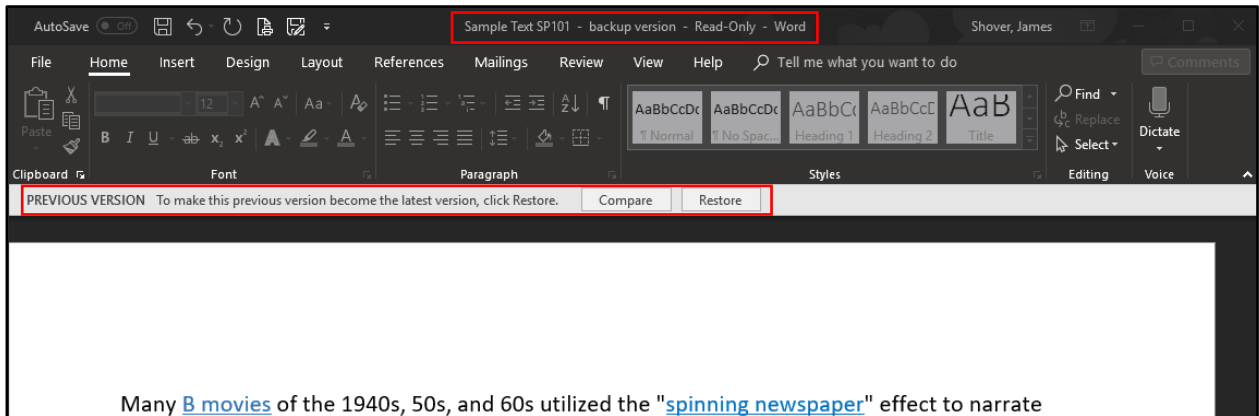 AutoSave Off Sample Text SP101 - backup version - Read-Only - Word Shover, James
File Home Insert Design Layout References Mailings Review View Help Tell me what you want to do Comments
Paste 12 A^ A˅ Aa A AaBbCcDc AaBbCcDc AaBbC( AaBbCcC AaB Find Replace Select Dictate
B I U ab x₂ x² A A ¶ Normal ¶ No Spac... Heading 1 Heading 2 Title
Clipboard Font Paragraph Styles Editing Voice
PREVIOUS VERSION To make this previous version become the latest version, click Restore. Compare Restore
Many B movies of the 1940s, 50s, and 60s utilized the "spinning newspaper" effect to narrate